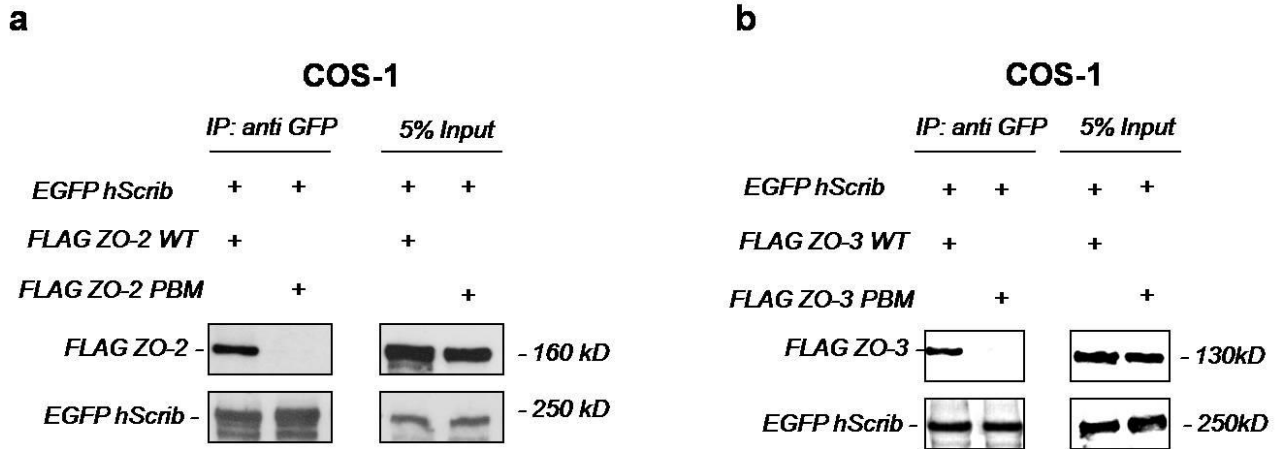 a
COS-1
IP: anti GFP 5% Input
EGFP hScrib + + + +
FLAG ZO-2 WT + +
FLAG ZO-2 PBM + +
FLAG ZO-2 - - 160 kD
EGFP hScrib - - 250 kD
b
COS-1
IP: anti GFP 5% Input
EGFP hScrib + + + +
FLAG ZO-3 WT + +
FLAG ZO-3 PBM + +
FLAG ZO-3 - - 130kD
EGFP hScrib - - 250kD